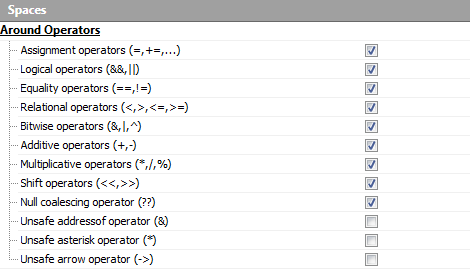 Spaces
Around Operators
Assignment operators (=,+=,...)
Logical operators (&&,||)
Equality operators (==,!=)
Relational operators (<,>,<=,>=)
Bitwise operators (&,|,^)
Additive operators (+,-)
Multiplicative operators (*,/,%)
Shift operators (<<,>>)
Null coalescing operator (??)
Unsafe addressof operator (&)
Unsafe asterisk operator (*)
Unsafe arrow operator (->)